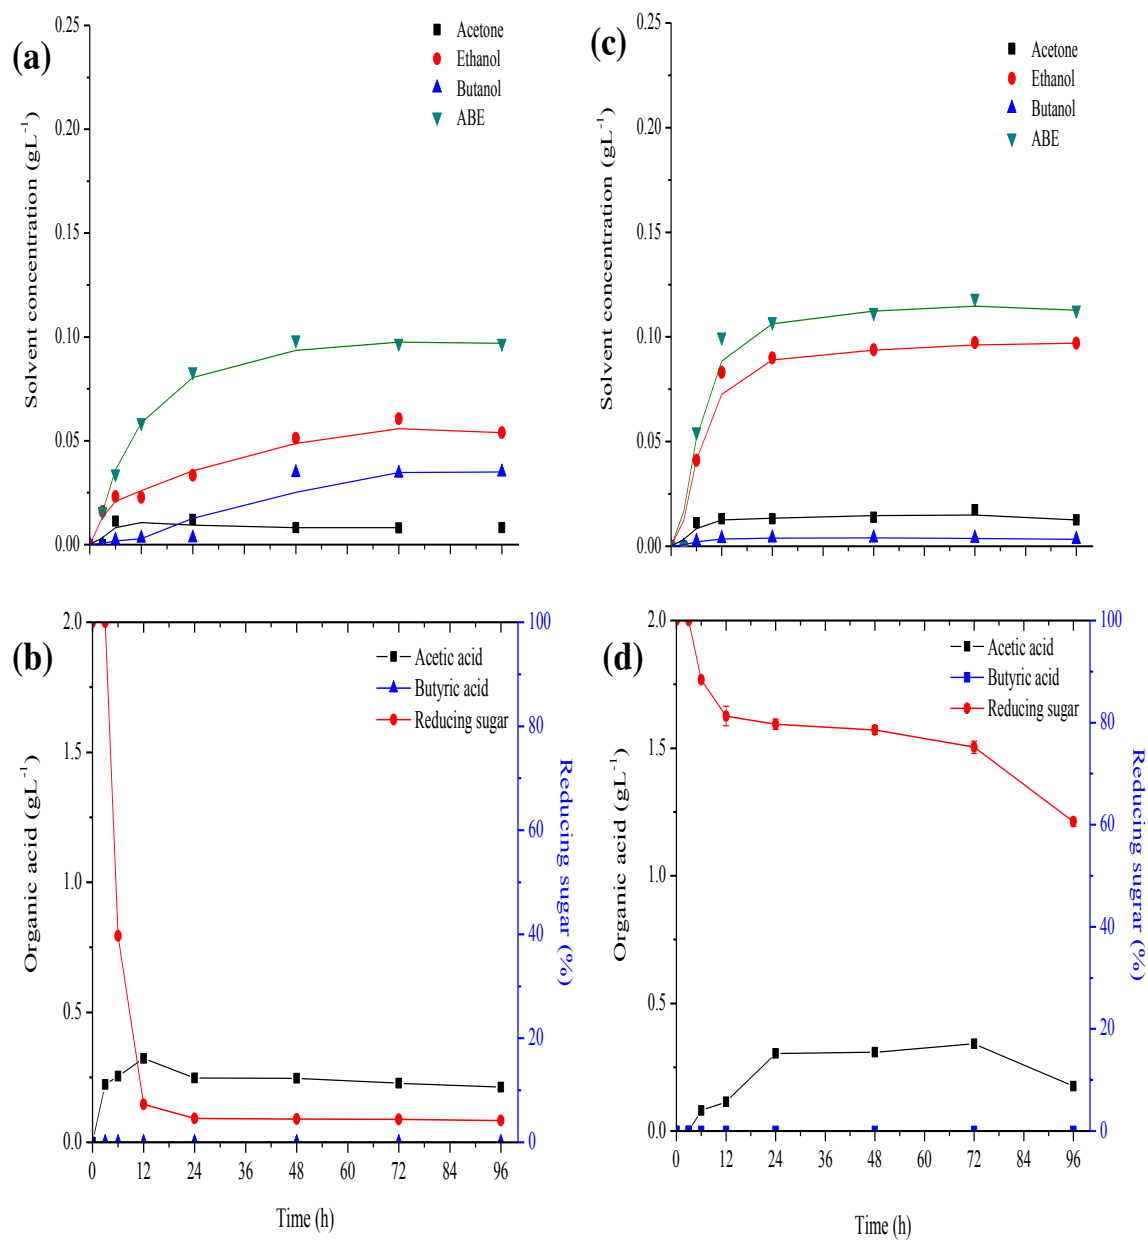 (a)
Solvent concentration (gL⁻¹)
0.25
0.20
0.15
0.10
0.05
0.00
Acetone
Ethanol
Butanol
ABE
(c)
Solvent concentration (gL⁻¹)
0.25
0.20
0.15
0.10
0.05
0.00
Acetone
Ethanol
Butanol
ABE
(b)
Organic acid (gL⁻¹)
2.0
1.5
1.0
0.5
0.0
Acetic acid
Butyric acid
Reducing sugar
100
80
60
40
20
0
Reducing sugar (%)
0 12 24 36 48 60 72 84 96
Time (h)
(d)
Organic acid (gL⁻¹)
2.0
1.5
1.0
0.5
0.0
Acetic acid
Butyric acid
Reducing sugar
100
80
60
40
20
0
Reducing sugrar (%)
0 12 24 36 48 60 72 84 96
Time (h)